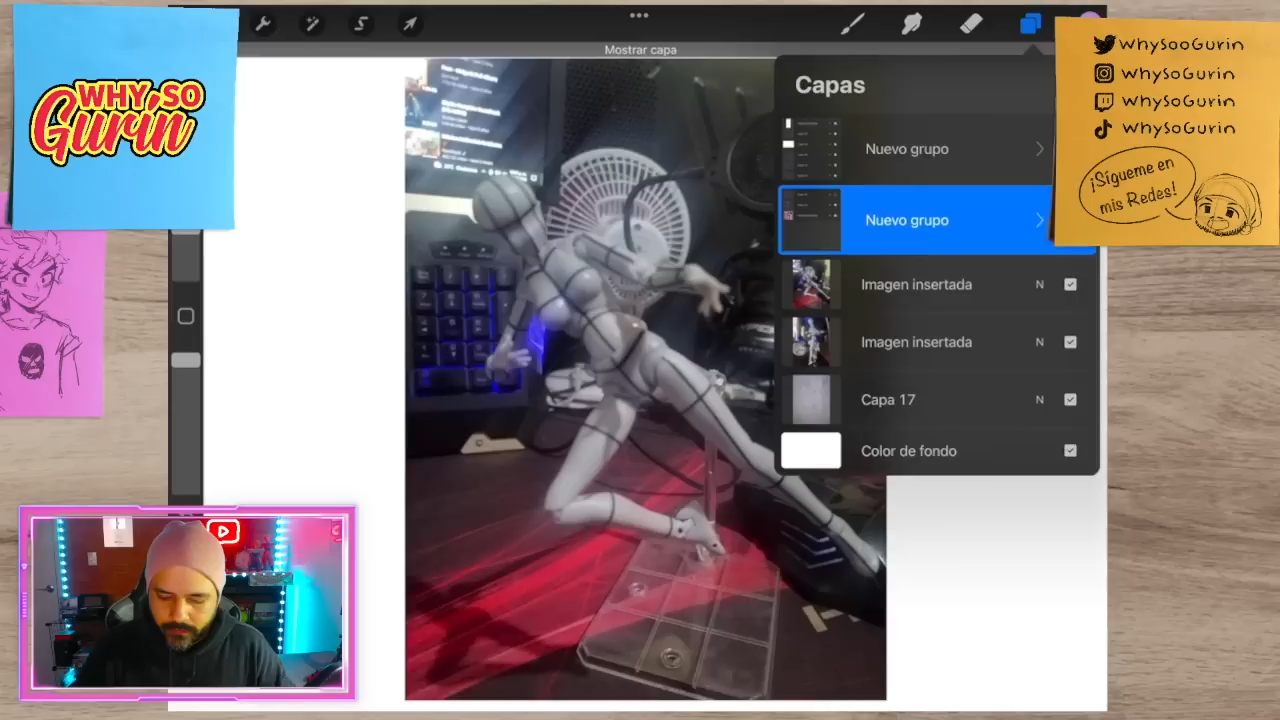 WHY SO
Gurin
Mostrar capa
Capas
Nuevo grupo
Nuevo grupo
Imagen insertada N
Imagen insertada N
Capa 17 N
Color de fondo
WhySooGurin
WhySoGurin
WhySoGurin
WhySoGurin
¡Sígueme en
mis Redes!